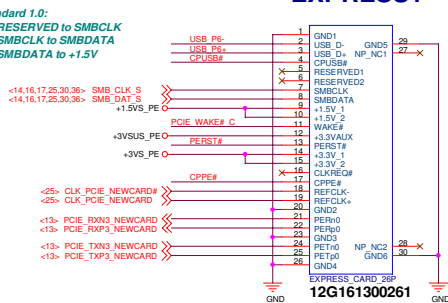 EXPRESS1
ndard 1.0:
RESERVED to SMBCLK
SMBCLK to SMBDATA
SMBDATA to +1.5V
USB_P6-
USB_P6+
CPUSB#
<14,16,17,25,30,36> SMB_CLK_S
<14,16,17,25,30,36> SMB_DAT_S
+1.5VS_PE
PCIE_WAKE#_C
+3VSUS_PE
PERST#
+3VS_PE
CPPE#
<25> CLK_PCIE_NEWCARD#
<25> CLK_PCIE_NEWCARD
<13> PCIE_RXN3_NEWCARD
<13> PCIE_RXP3_NEWCARD
<13> PCIE_TXN3_NEWCARD
<13> PCIE_TXP3_NEWCARD
1 GND1
2 USB_D- GND5 29
3 USB_D+ NP_NC1 27
4 CPUSB#
5 RESERVED1
6 RESERVED2
7 SMBCLK
8 SMBDATA
9 +1.5V_1
10 +1.5V_2
11 WAKE#
12 +3.3VAUX
13 PERST#
14 +3.3V_1
15 +3.3V_2
16 CLKREQ#
17 CPPE#
18 REFCLK-
19 REFCLK+
20 GND2
21 PERn0
22 PERp0
23 GND3
24 PETn0 NP_NC2 28
25 PETp0 GND6 30
26 GND4
EXPRESS_CARD_26P
12G161300261
GND
GND